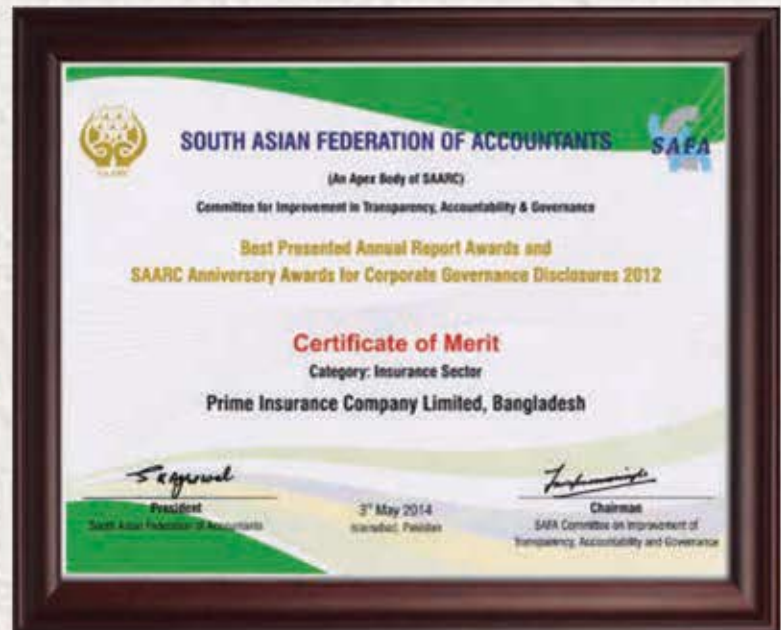 SAARC
SAFA
SOUTH ASIAN FEDERATION OF ACCOUNTANTS
(An Apex Body of SAARC)
Committee for Improvement in Transparency, Accountability & Governance
Best Presented Annual Report Awards and
SAARC Anniversary Awards for Corporate Governance Disclosures 2012
Certificate of Merit
Category: Insurance Sector
Prime Insurance Company Limited, Bangladesh
President
South Asian Federation of Accountants
3rd May 2014
Islamabad, Pakistan
Chairman
SAFA Committee on Improvement of
Transparency, Accountability and Governance